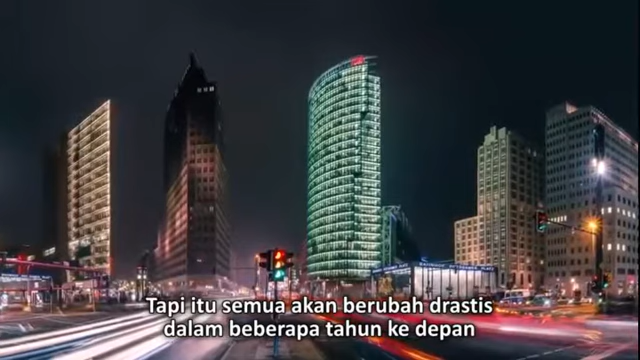 Tapi itu semua akan berubah drastis
dalam beberapa tahun ke depan